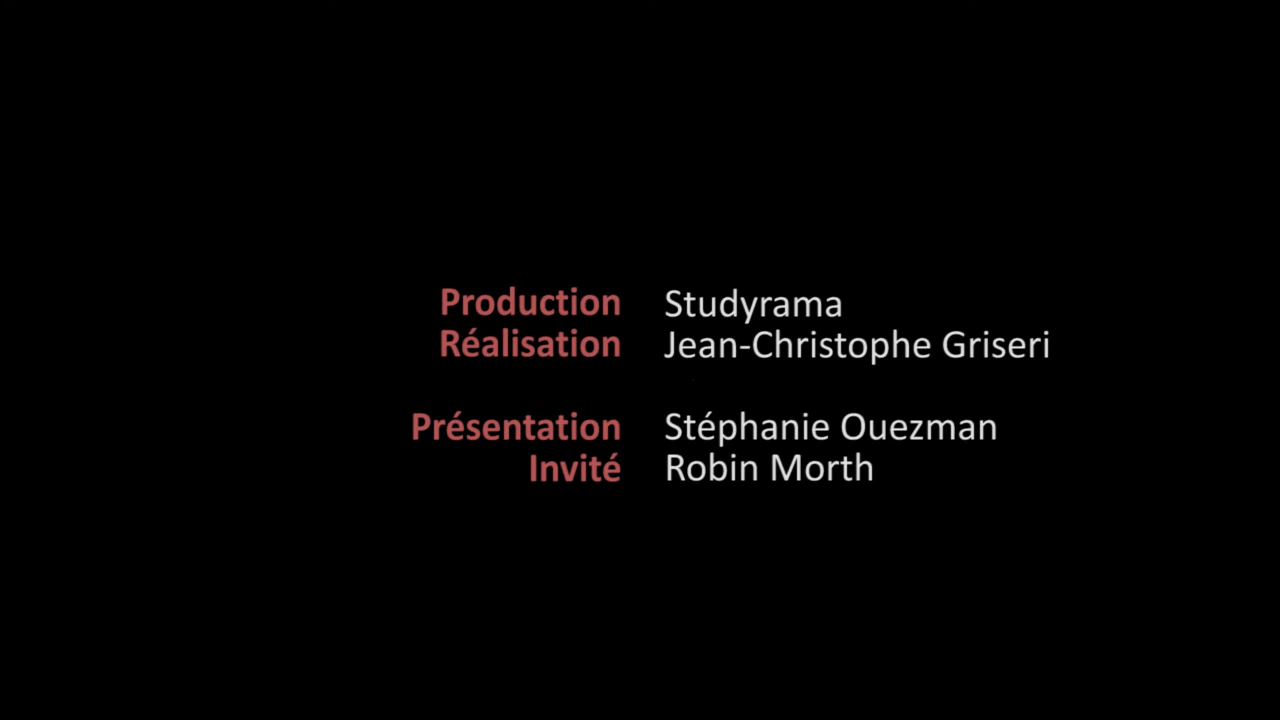 Production Studyrama
Réalisation Jean-Christophe Griseri
Présentation Stéphanie Ouezman
Invité Robin Morth